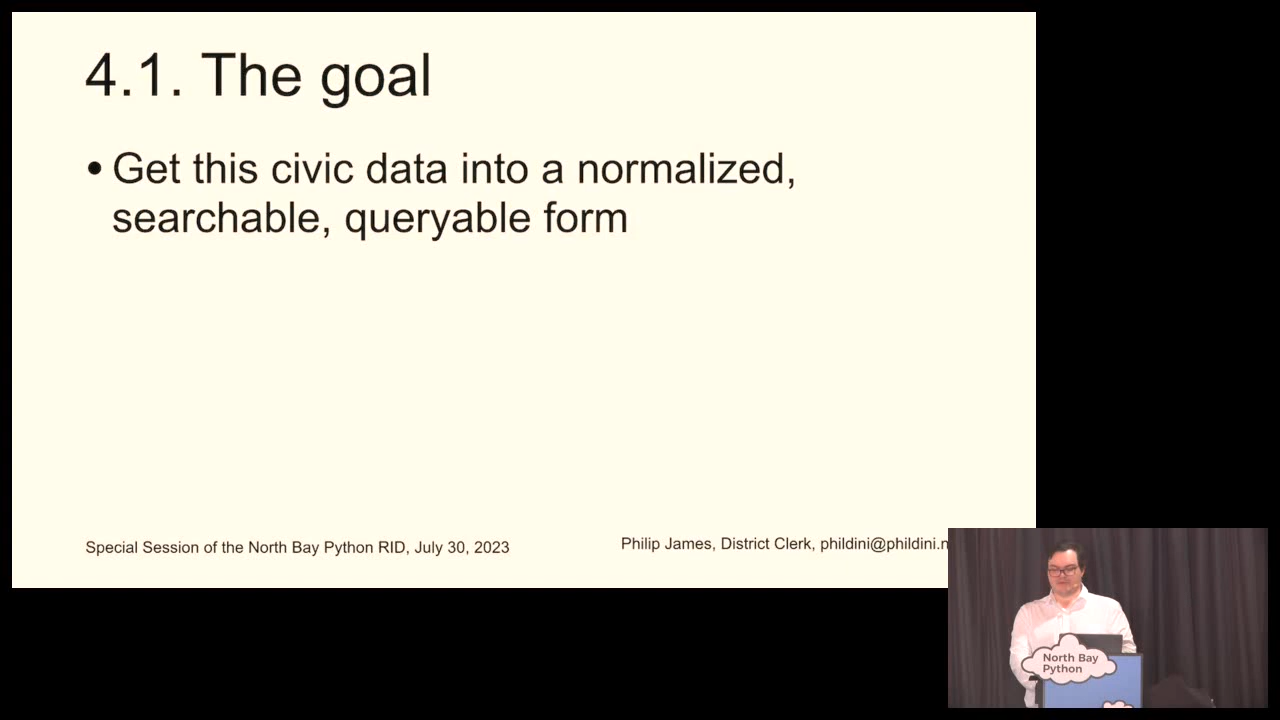 4.1. The goal
• Get this civic data into a normalized,
searchable, queryable form
Special Session of the North Bay Python RID, July 30, 2023
Philip James, District Clerk, phildini@phildini.n
North Bay
Python